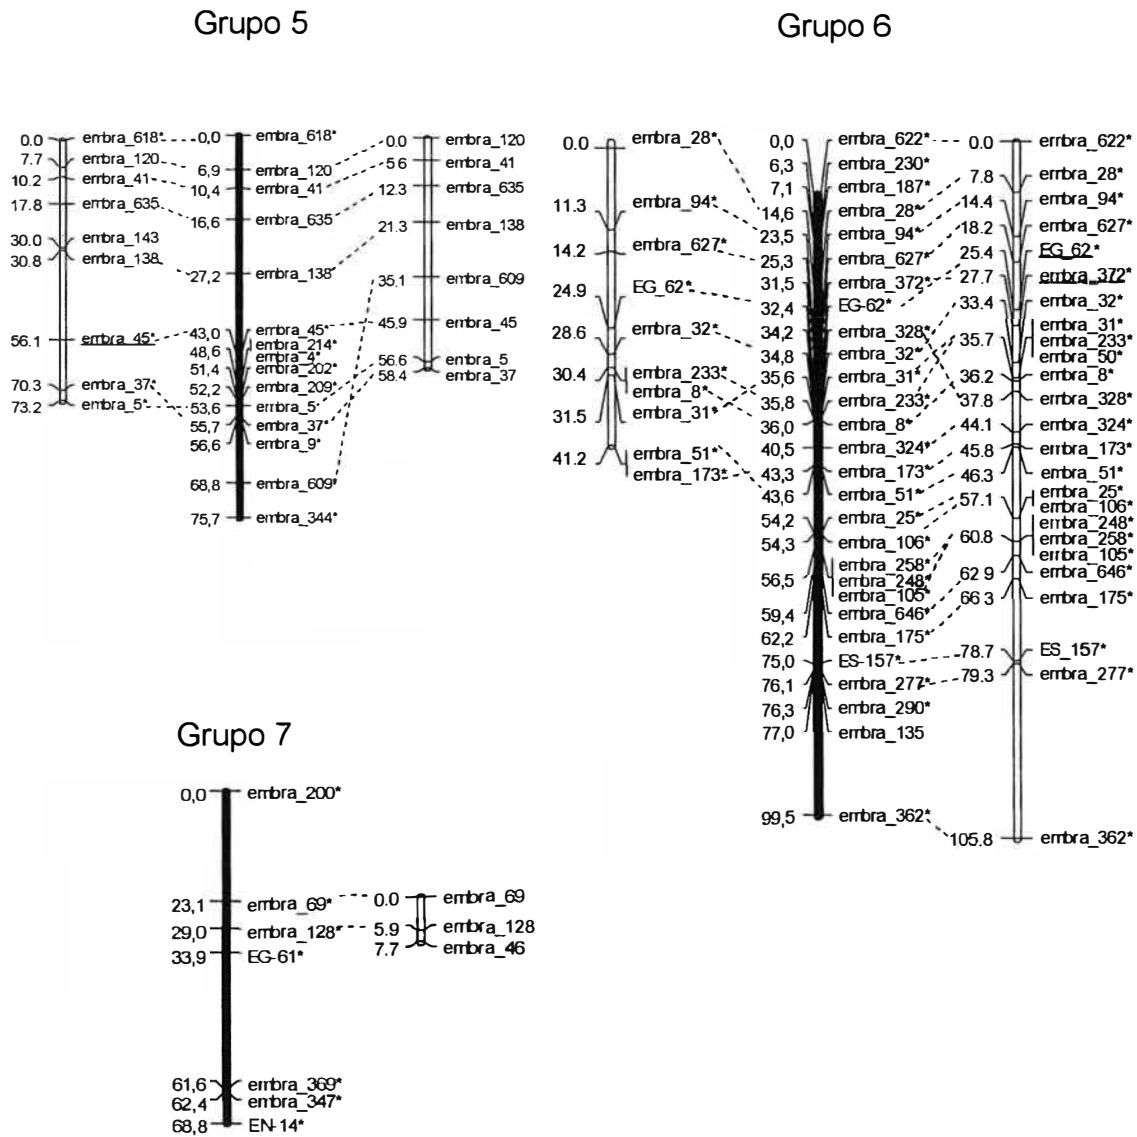 Grupo 5
0.0 embra_618*
7.7 embra_120
10.2 embra_41
17.8 embra_635
30.0 embra_143
30.8 embra_138
56.1 embra_45*
70.3 embra_37*
73.2 embra_5*
0,0 embra_618*
6,9 embra_120
10,4 embra_41
16,6 embra_635
27,2 embra_138
43,0 embra_45*
embra_214*
48,6 embra_4*
51,4 embra_202*
52,2 embra_209*
53,6 embra_5
55,7 embra_37*
56,6 embra_9*
68,8 embra_609*
75,7 embra_344*
0.0 embra_120
5.6 embra_41
12.3 embra_635
21.3 embra_138
35.1 embra_609
45.9 embra_45
56.6 embra_5
58.4 embra_37
Grupo 6
0.0 embra_28*
11.3 embra_94*
14.2 embra_627*
24.9 EG_62*
28.6 embra_32*
30.4 embra_233*
embra_8*
31.5 embra_31*
41.2 embra_51*
embra_173*
0,0 embra_622*
6,3 embra_230*
7,1 embra_187*
14,6 embra_28*
23,5 embra_94*
25,3 embra_627*
31,5 embra_372*
32,4 EG-62*
34,2 embra_328*
34,8 embra_32*
35,6 embra_31*
35,8 embra_233*
36,0 embra_8*
40,5 embra_324*
43,3 embra_173*
43,6 embra_51*
54,2 embra_25*
54,3 embra_106*
embra_258*
56,5 embra_248*
embra_105*
59,4 embra_646*
62,2 embra_175*
75,0 ES-157*
76,1 embra_277*
76,3 embra_290*
77,0 embra_135
99,5 embra_362*
0.0 embra_622*
7.8 embra_28*
14.4 embra_94*
18.2 embra_627*
25.4 EG_62*
27.7 embra_372*
33.4 embra_32*
embra_31*
35.7 embra_233*
embra_50*
36.2 embra_8*
37.8 embra_328*
44.1 embra_324*
45.8 embra_173*
46.3 embra_51*
57.1 embra_25*
embra_106*
embra_248*
60.8 embra_258*
embra_105*
62.9 embra_646*
66.3 embra_175*
78.7 ES_157*
79.3 embra_277*
105.8 embra_362*
Grupo 7
0,0 embra_200*
23,1 embra_69*
29,0 embra_128*
33,9 EG-61*
61,6 embra_369*
62,4 embra_347*
68,8 EN-14*
0.0 embra_69
5.9 embra_128
7.7 embra_46